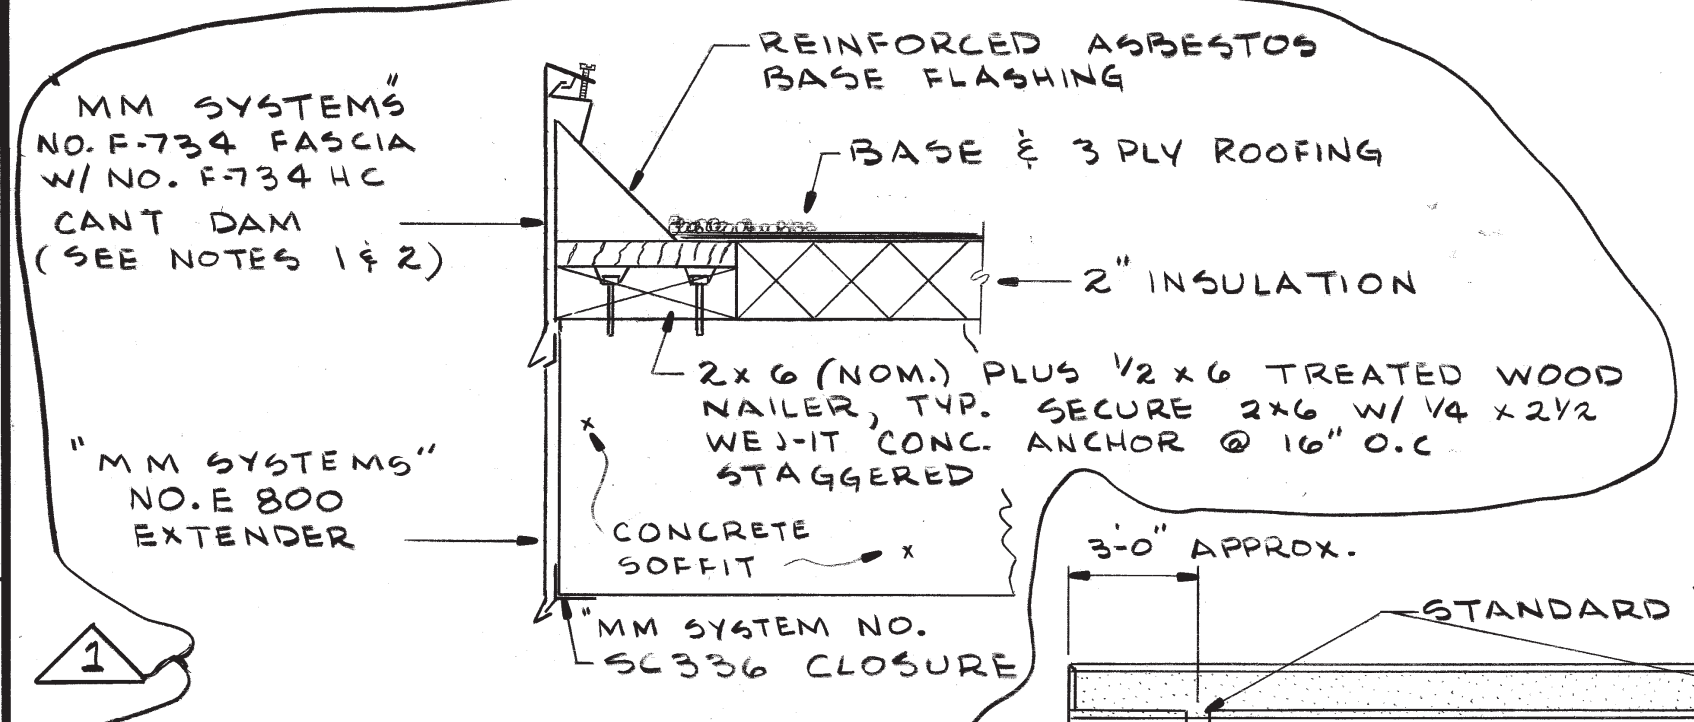 "MM SYSTEMS"
NO. F-734 FASCIA
W/ NO. F-734 HC
CANT DAM
(SEE NOTES 1 & 2)
REINFORCED ASBESTOS
BASE FLASHING
BASE & 3 PLY ROOFING
2" INSULATION
2x6 (NOM.) PLUS 1/2 x 6 TREATED WOOD
NAILER, TYP. SECURE 2x6 W/ 1/4 x 2 1/2
WEJ-IT CONC. ANCHOR @ 16" O.C
STAGGERED
"MM SYSTEMS"
NO. E 800
EXTENDER
x
CONCRETE
SOFFIT
x
"MM SYSTEM NO.
SC336 CLOSURE
1
3'-0" APPROX.
STANDARD